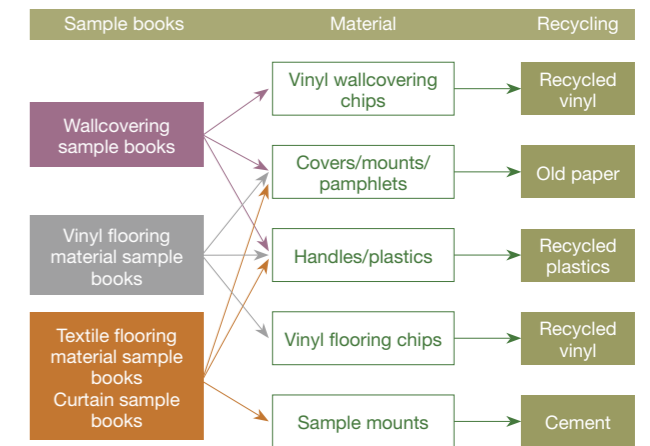 Sample books
Material
Recycling
Vinyl wallcovering
chips
Recycled
vinyl
Wallcovering
sample books
Covers/mounts/
pamphlets
Old paper
Vinyl flooring
material sample
books
Handles/plastics
Recycled
plastics
Textile flooring
material sample
books
Curtain sample
books
Vinyl flooring chips
Recycled
vinyl
Sample mounts
Cement